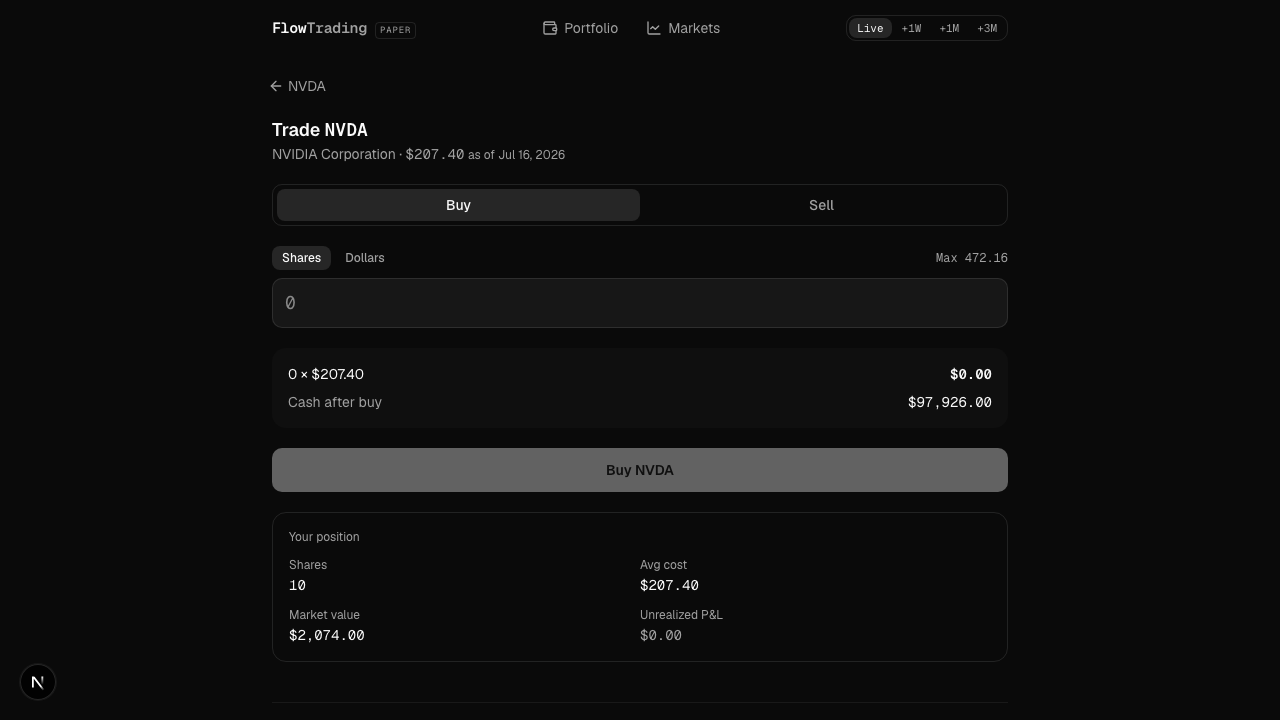 FlowTrading PAPER Portfolio Markets Live +1W +1M +3M
NVDA
Trade NVDA
NVIDIA Corporation · $207.40 as of Jul 16, 2026
Buy Sell
Shares Dollars Max 472.16
0
0 × $207.40 $0.00
Cash after buy $97,926.00
Buy NVDA
Your position
Shares Avg cost
10 $207.40
Market value Unrealized P&L
$2,074.00 $0.00
N